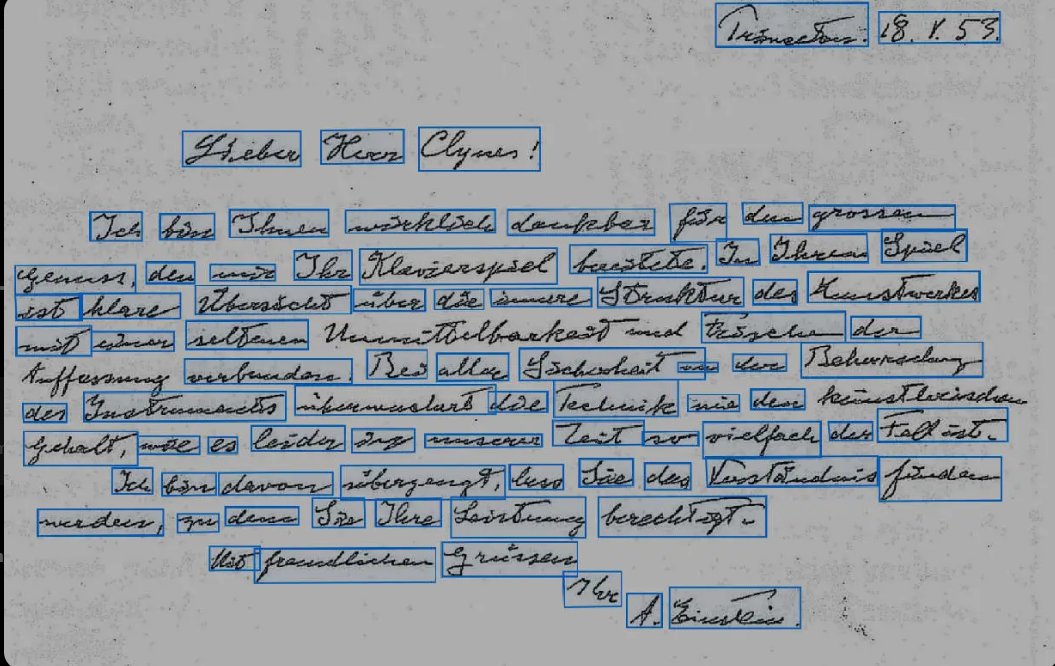 Princeton. 18. V. 53.
Lieber Herr Clynes!
Ich bin Ihnen wirklich dankbar für den grossen
Genuss, den mir Ihr Klavierspiel bereitete. In Ihrem Spiel
ist klare Übersicht über die innere Struktur des Kunstwerkes
mit einer seltenen Unmittelbarkeit und Frische der
Auffassung verbunden. Bei aller Sicherheit in der Beherrschung
des Instruments überwuchert die Technik nie den künstlerischen
Gehalt, wie es leider in unserer Zeit so vielfach der Fall ist.
Ich bin davon überzeugt, dass Sie das Verständnis finden
werden, zu dem Sie Ihre Leistung berechtigt.
Mit freundlichen Grüssen
Ihr
A. Einstein.